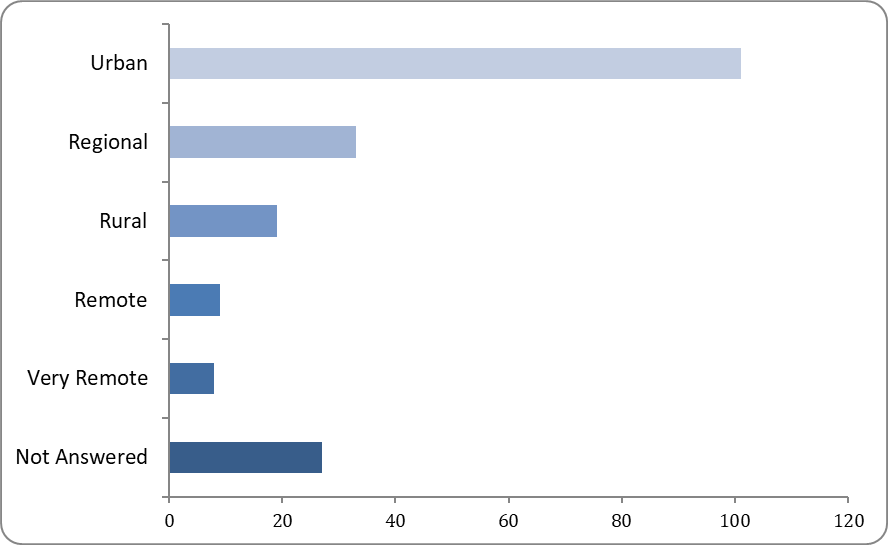 Urban
Regional
Rural
Remote
Very Remote
Not Answered
0 20 40 60 80 100 120